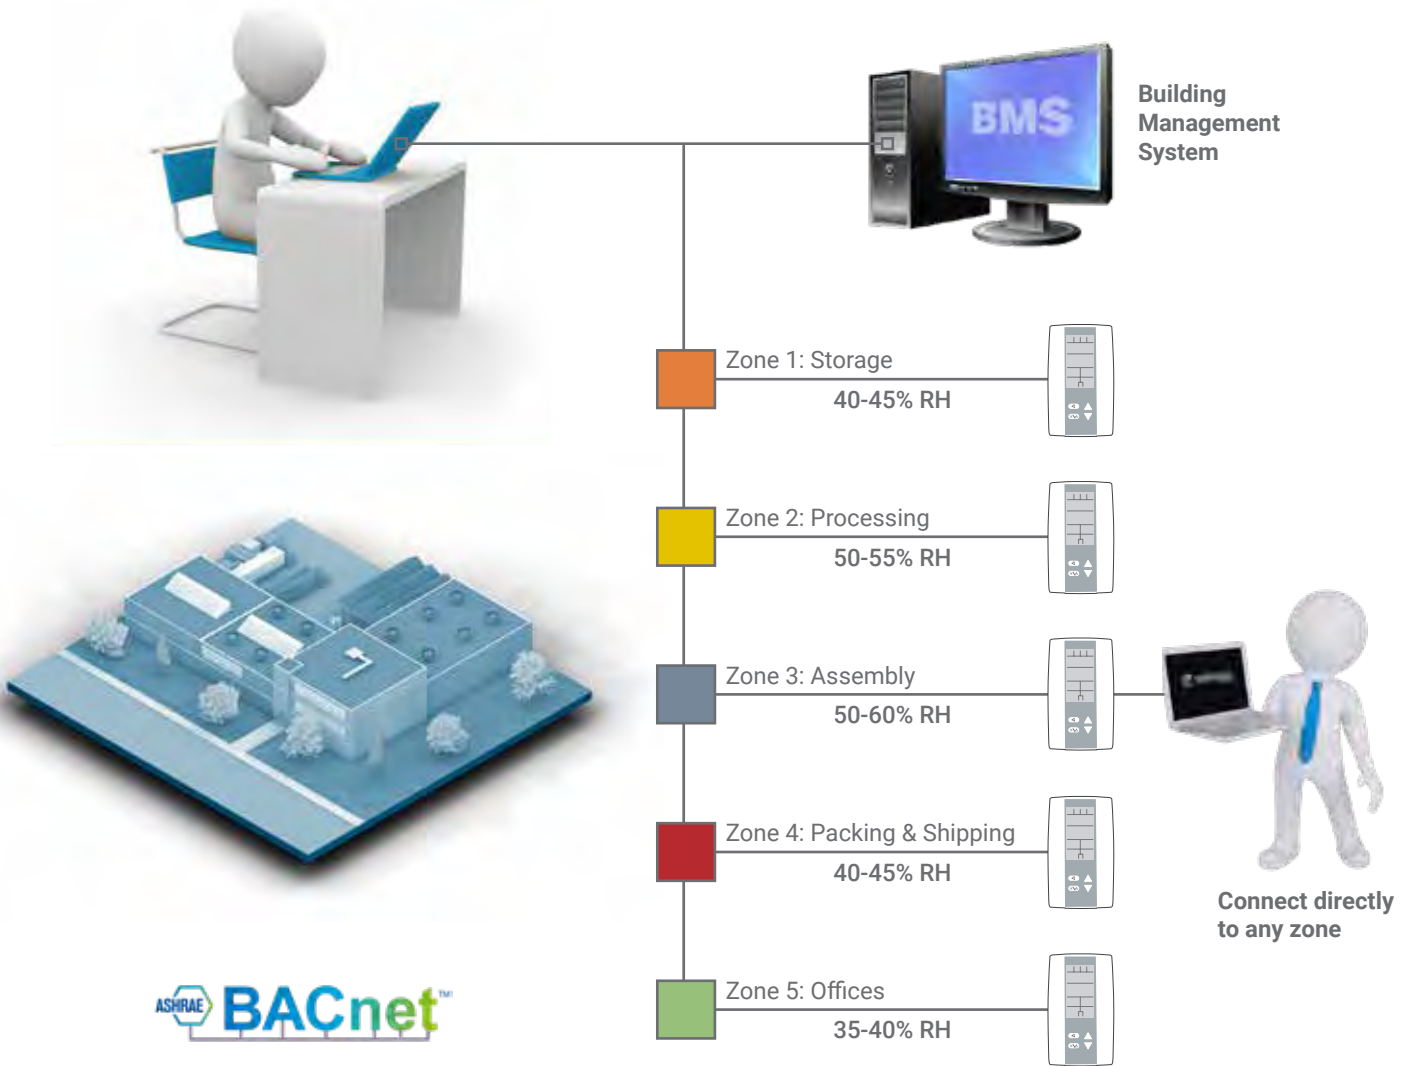 BMS
Building
Management
System
Zone 1: Storage
40-45% RH
Zone 2: Processing
50-55% RH
Zone 3: Assembly
50-60% RH
Zone 4: Packing & Shipping
40-45% RH
Connect directly
to any zone
Zone 5: Offices
35-40% RH
ASHRAE BACnet™